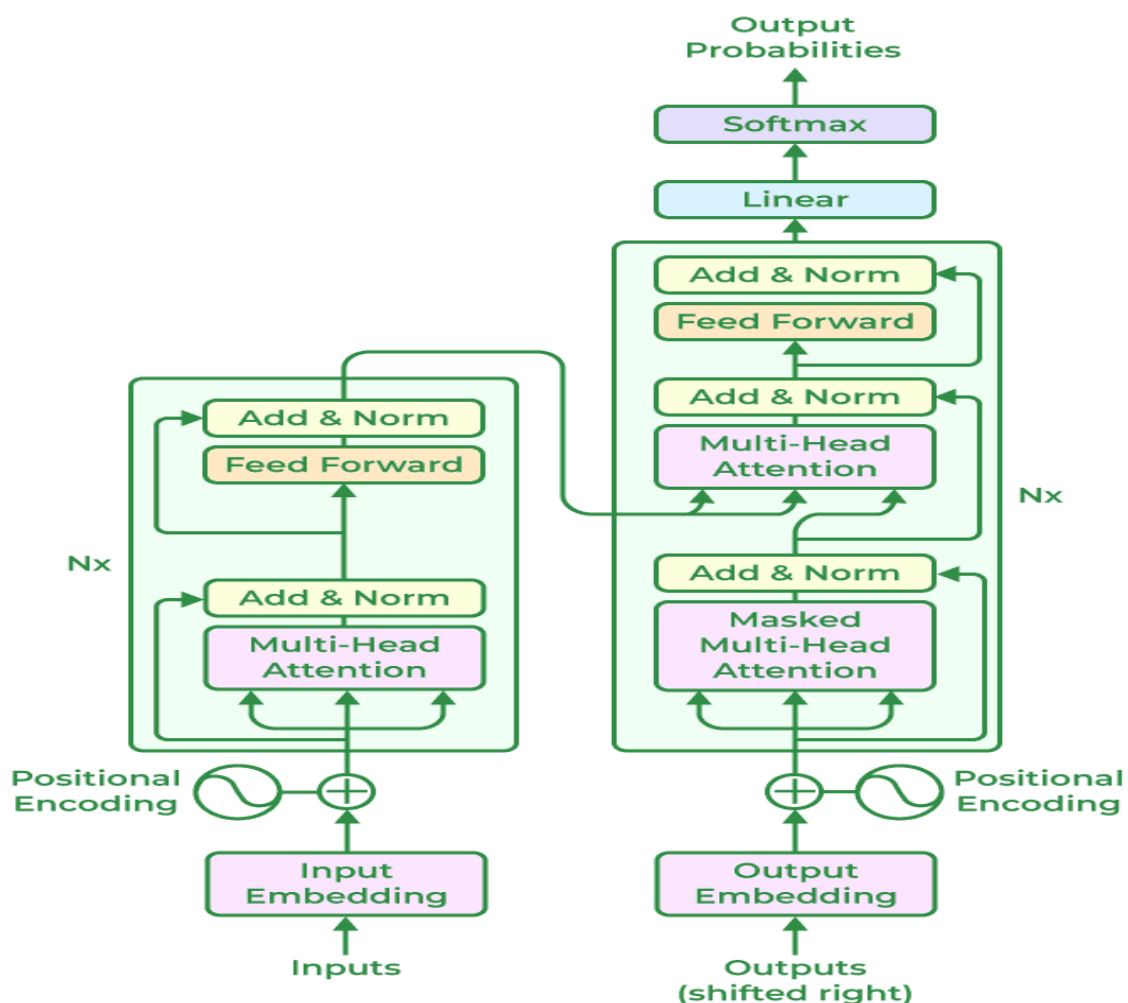 Output
Probabilities
Softmax
Linear
Add & Norm
Feed Forward
Add & Norm
Multi-Head
Attention
Nx
Add & Norm
Masked
Multi-Head
Attention
Positional
Encoding
Output
Embedding
Outputs
(shifted right)
Add & Norm
Feed Forward
Nx
Add & Norm
Multi-Head
Attention
Positional
Encoding
Input
Embedding
Inputs